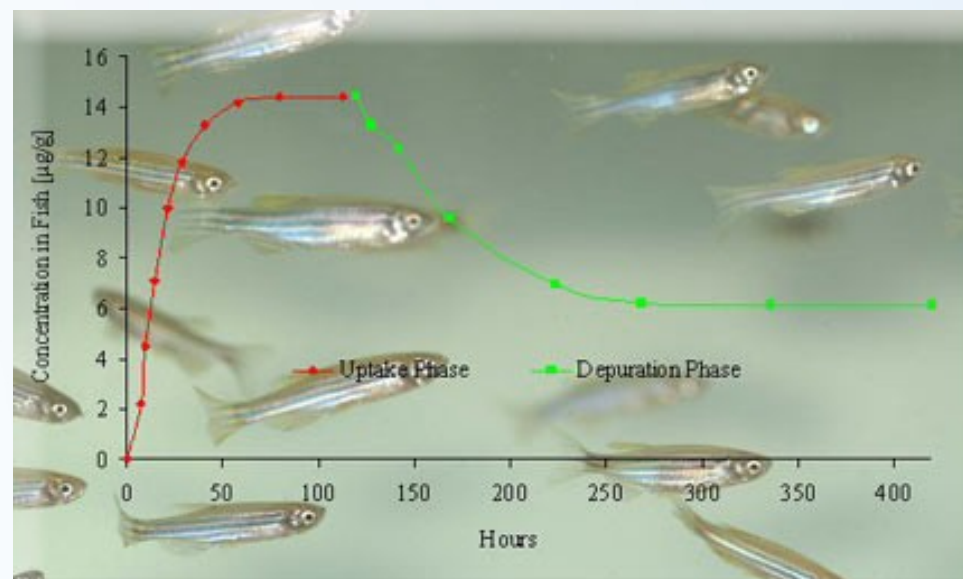 16
14
12
10
8
6
4
2
0
Concentration in Fish [µg/g]
Uptake Phase
Depuration Phase
0 50 100 150 200 250 300 350 400
Hours